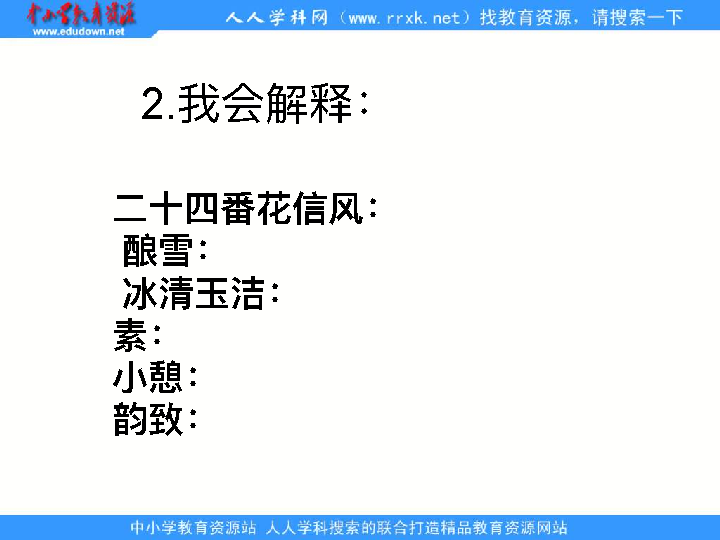 中小学教育资源
www.edudown.net
人人学科网（www.rrxk.net）找教育资源，请搜索一下
2.我会解释：
二十四番花信风：
酿雪：
冰清玉洁：
素：
小憩：
韵致：
中小学教育资源站 人人学科搜索的联合打造精品教育资源网站